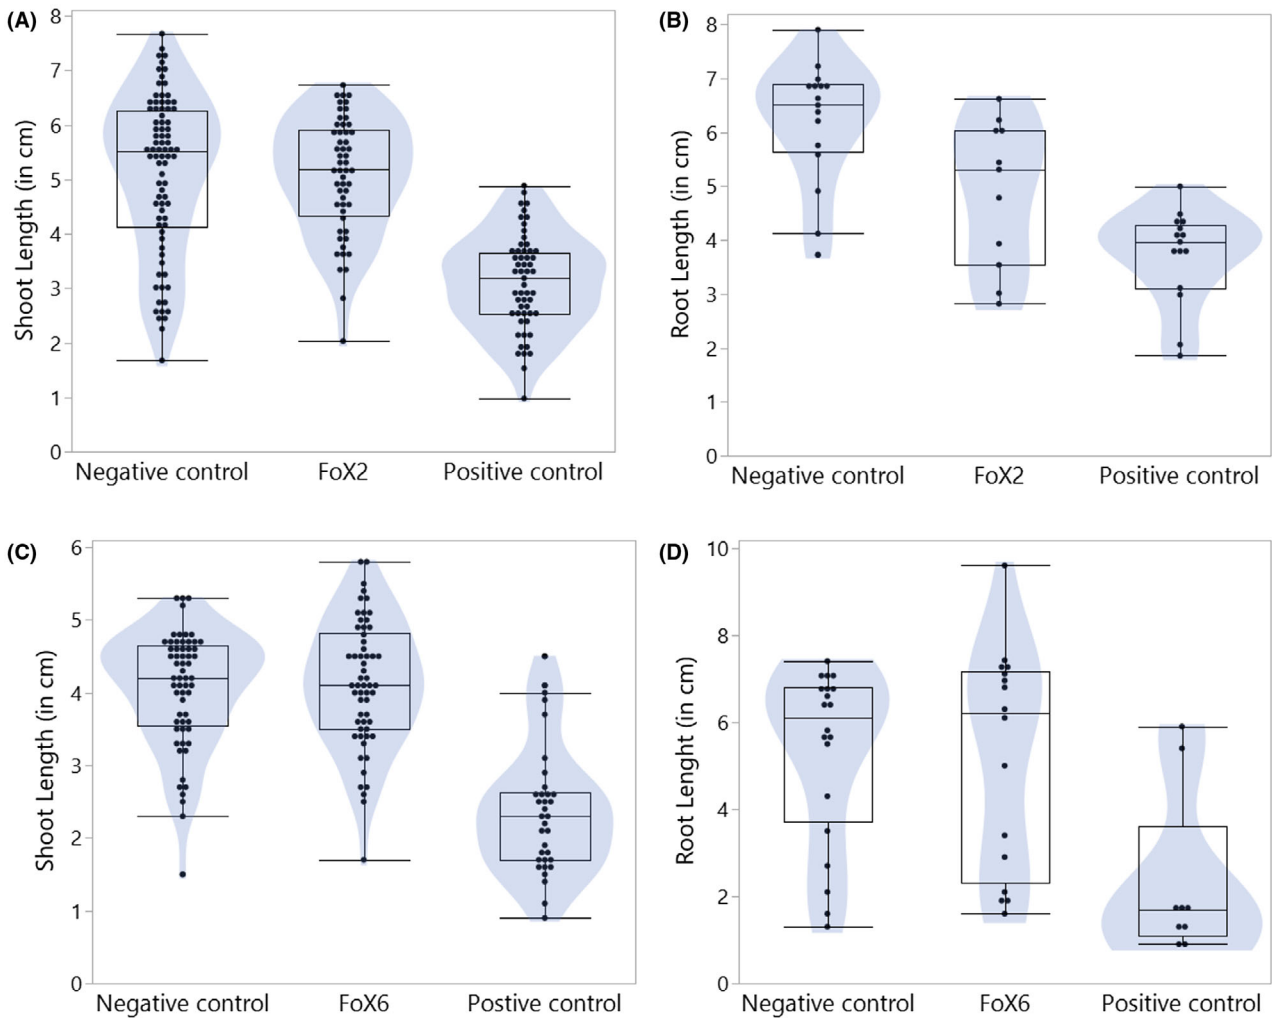 (A)
Shoot Length (in cm)
8
7
6
5
4
3
2
1
0
Negative control FoX2 Positive control
(B)
Root Length (in cm)
8
7
6
5
4
3
2
1
0
Negative control FoX2 Positive control
(C)
Shoot Length (in cm)
6
5
4
3
2
1
0
Negative control FoX6 Postive control
(D)
Root Lenght (in cm)
10
8
6
4
2
0
Negative control FoX6 Positive control